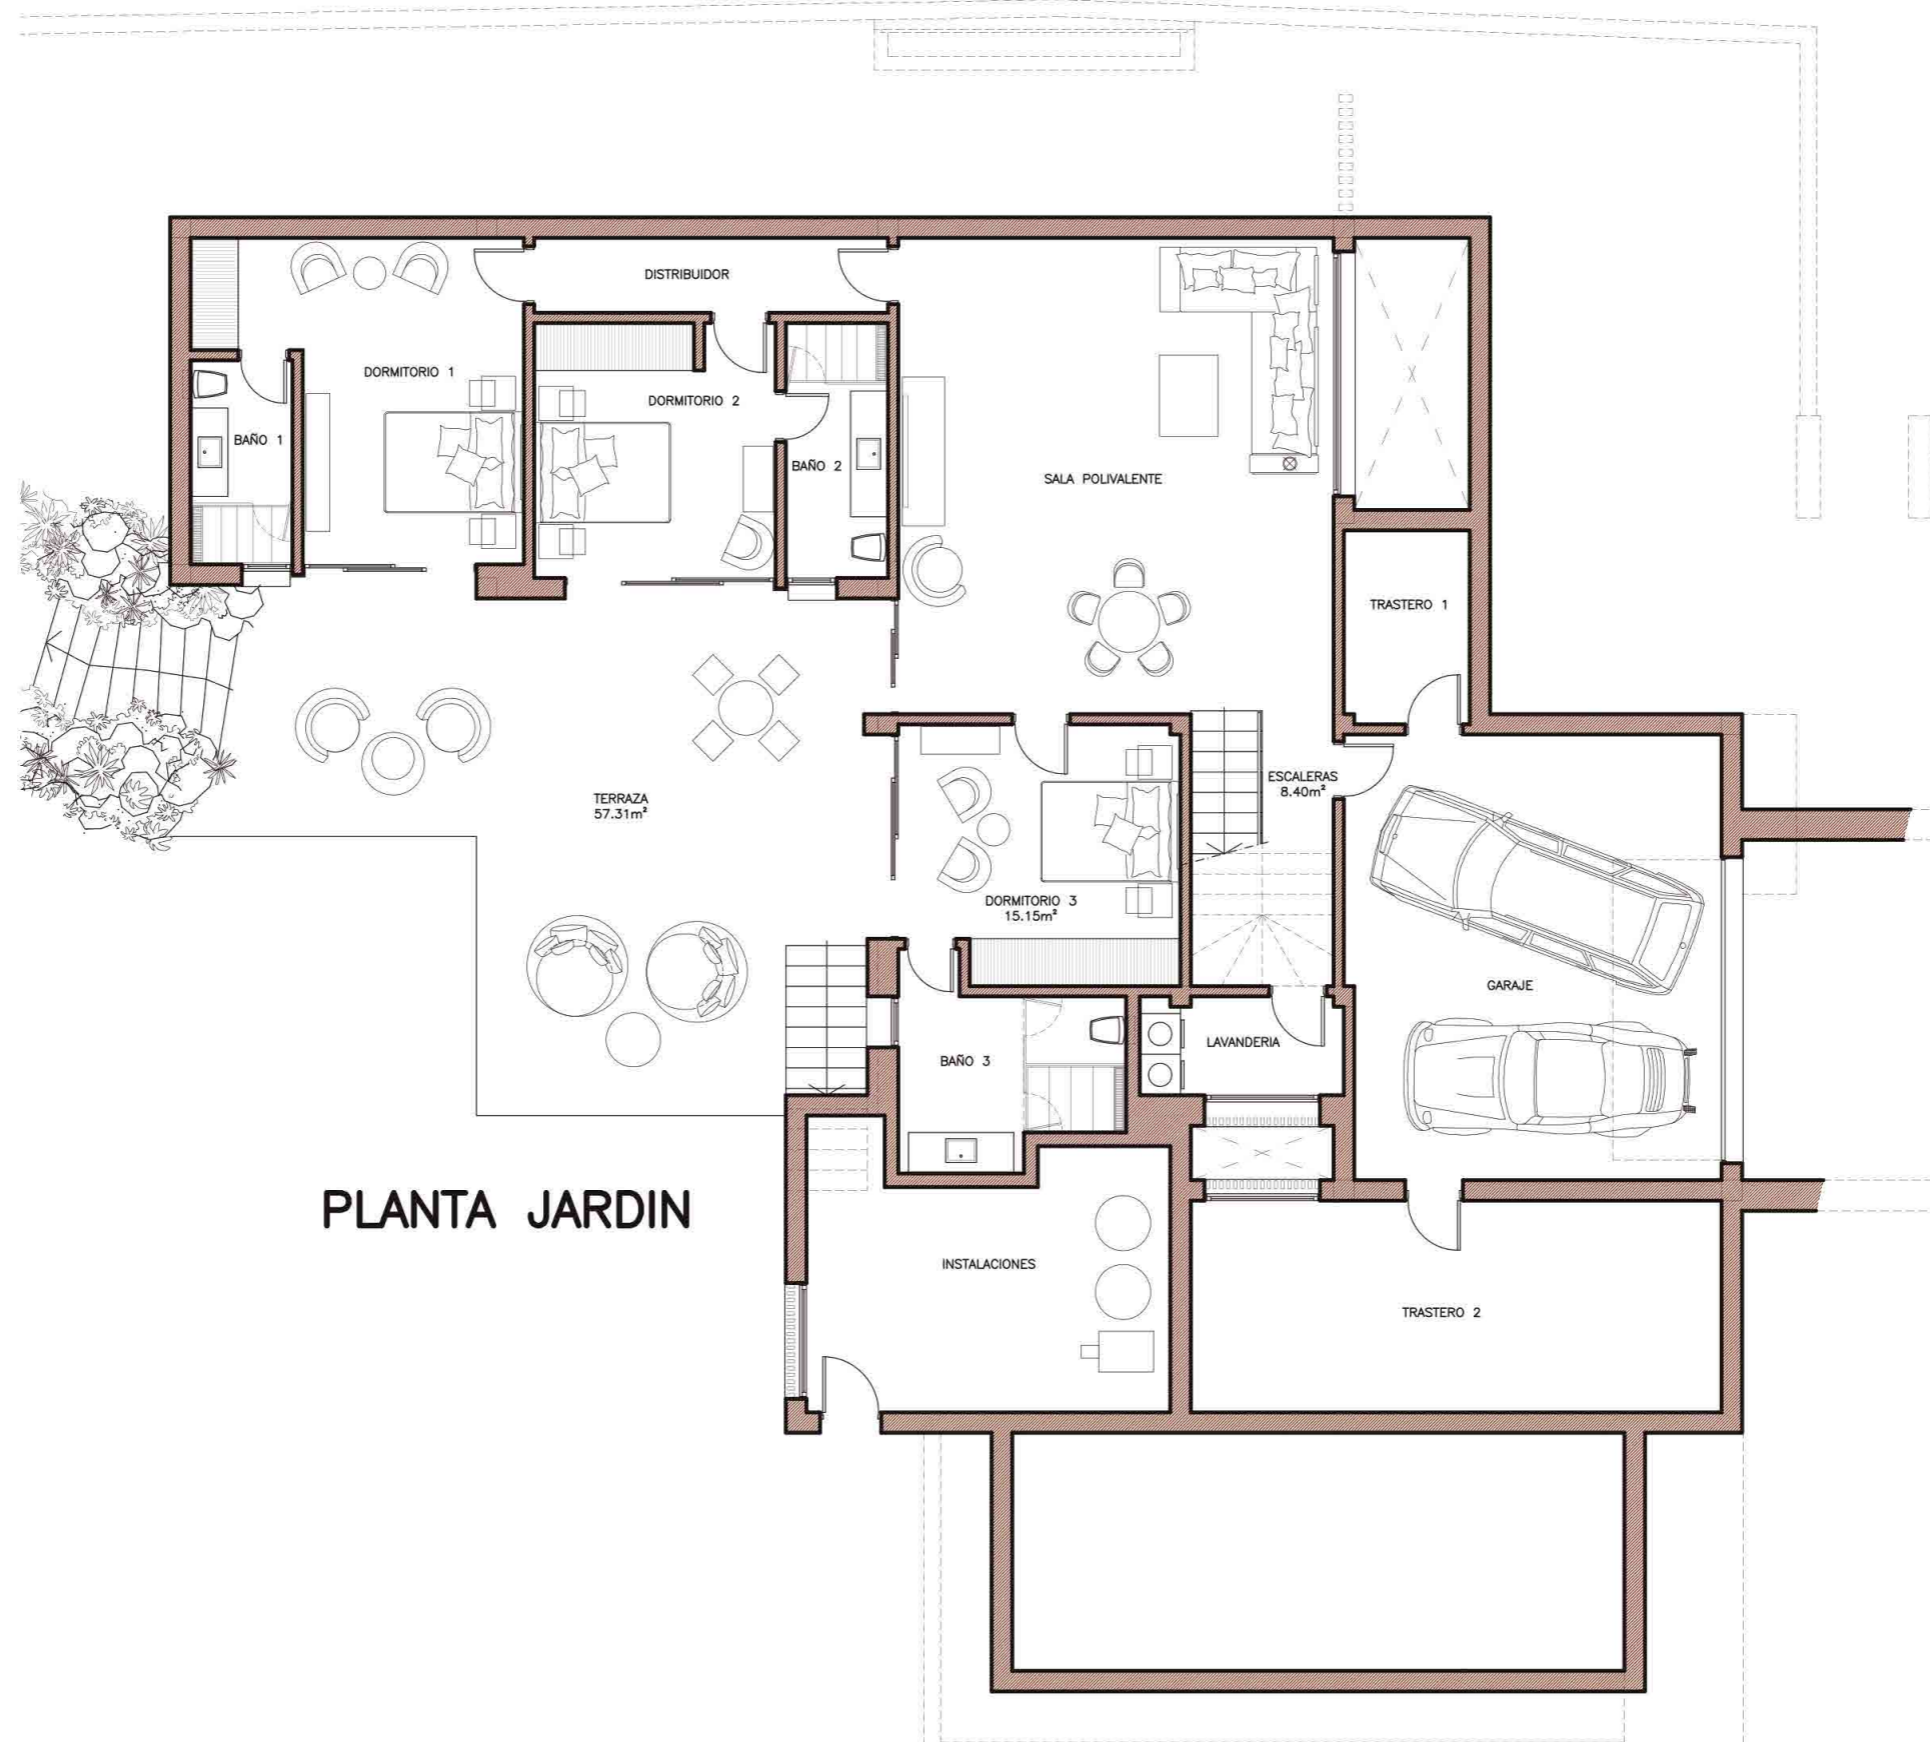 DISTRIBUIDOR
DORMITORIO 1
DORMITORIO 2
BAÑO 1
BAÑO 2
SALA POLIVALENTE
TRASTERO 1
ESCALERAS
8.40m²
TERRAZA
57.31m²
DORMITORIO 3
15.15m²
GARAJE
LAVANDERIA
BAÑO 3
PLANTA JARDIN
INSTALACIONES
TRASTERO 2